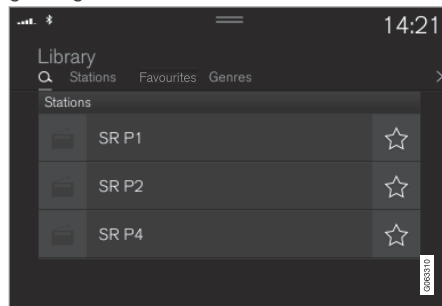 14:21
Library
Stations Favourites Genres
Stations
SR P1
SR P2
SR P4
G063310